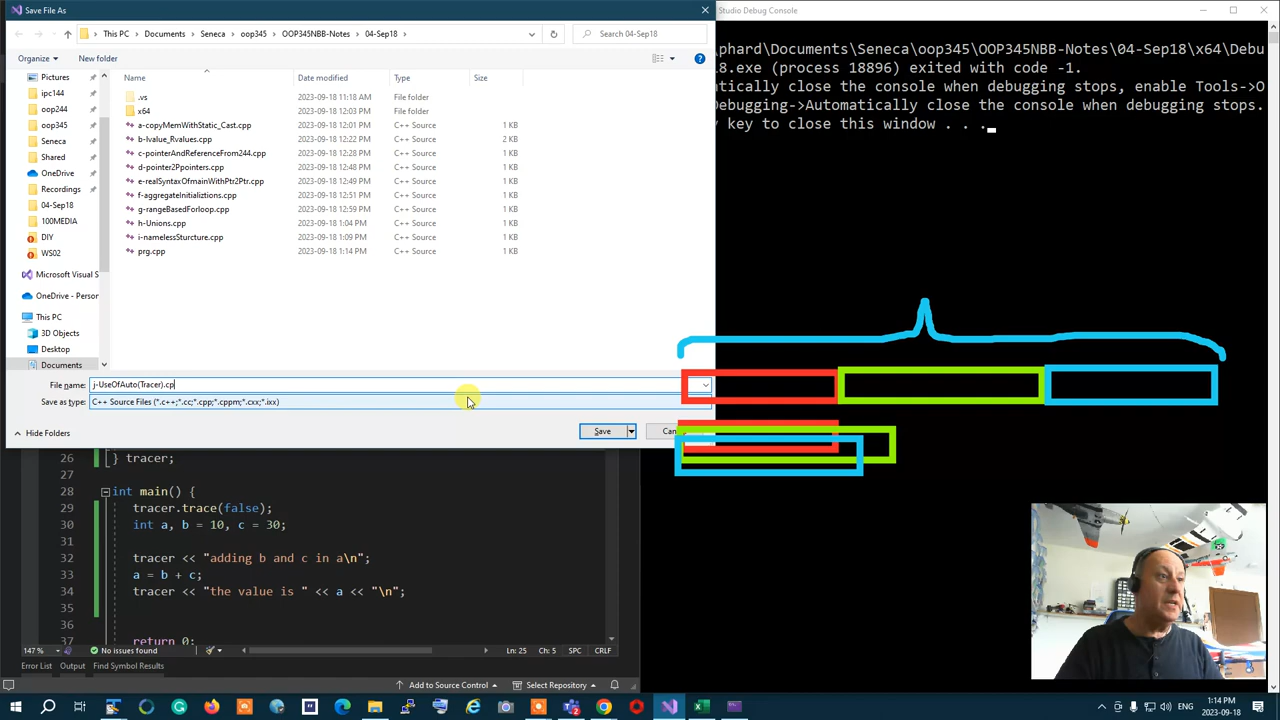 Save File As
Studio Debug Console
This PC > Documents > Seneca > oop345 > OOP345NBB-Notes > 04-Sep18
Search 04-Sep18
Organize
New folder
Name
Date modified
Type
Size
Pictures
ipc144
oop244
oop345
Seneca
Shared
OneDrive
Recordings
04-Sep18
100MEDIA
DIY
WS02
Microsoft Visual S
OneDrive - Person
This PC
3D Objects
Desktop
Documents
.vs 2023-09-18 11:18 AM File folder
x64 2023-09-18 12:03 PM File folder
a-copyMemWithStatic_Cast.cpp 2023-09-18 12:01 PM C++ Source 1 KB
b-lvalue_Rvalues.cpp 2023-09-18 12:22 PM C++ Source 2 KB
c-pointerAndReferenceFrom244.cpp 2023-09-18 12:28 PM C++ Source 1 KB
d-pointer2Ppointers.cpp 2023-09-18 12:48 PM C++ Source 1 KB
e-realSyntaxOfmainWithPtr2Ptr.cpp 2023-09-18 12:49 PM C++ Source 1 KB
f-aggregateInitializtions.cpp 2023-09-18 12:51 PM C++ Source 1 KB
g-rangeBasedForloop.cpp 2023-09-18 12:59 PM C++ Source 1 KB
h-Unions.cpp 2023-09-18 1:04 PM C++ Source 1 KB
i-namelessSturcture.cpp 2023-09-18 1:09 PM C++ Source 1 KB
prg.cpp 2023-09-18 1:14 PM C++ Source 1 KB
File name: j-UseOfAuto(Tracer).cp
Save as type: C++ Source Files (*.c++;*.cc;*.cpp;*.cppm;*.cxx;*.ixx)
Hide Folders
Save
Can
phard\Documents\Seneca\oop345\OOP345NBB-Notes\04-Sep18\x64\Debu
18.exe (process 18896) exited with code -1.
atically close the console when debugging stops, enable Tools->O
Debugging->Automatically close the console when debugging stops.
y key to close this window . . .
26 } tracer;
28 int main() {
29 tracer.trace(false);
30 int a, b = 10, c = 30;
32 tracer << "adding b and c in a\n";
33 a = b + c;
34 tracer << "the value is " << a << "\n";
35
37 return 0;
147 %
No issues found
Ln: 25
Ch: 5
SPC
CRLF
Error List
Output
Find Symbol Results
Add to Source Control
Select Repository
ENG
1:14 PM
2023-09-18